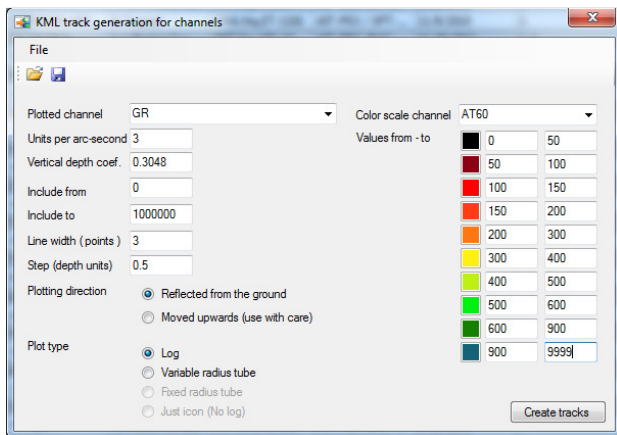 KML track generation for channels
File
Plotted channel GR Color scale channel AT60
Units per arc-second 3 Values from - to 0 50
Vertical depth coef. 0.3048 50 100
Include from 0 100 150
Include to 1000000 150 200
Line width ( points ) 3 200 300
Step (depth units) 0.5 300 400
Plotting direction Reflected from the ground 400 500
Moved upwards (use with care) 500 600
Plot type Log 600 900
Variable radius tube 900 9999
Fixed radius tube
Just icon (No log) Create tracks